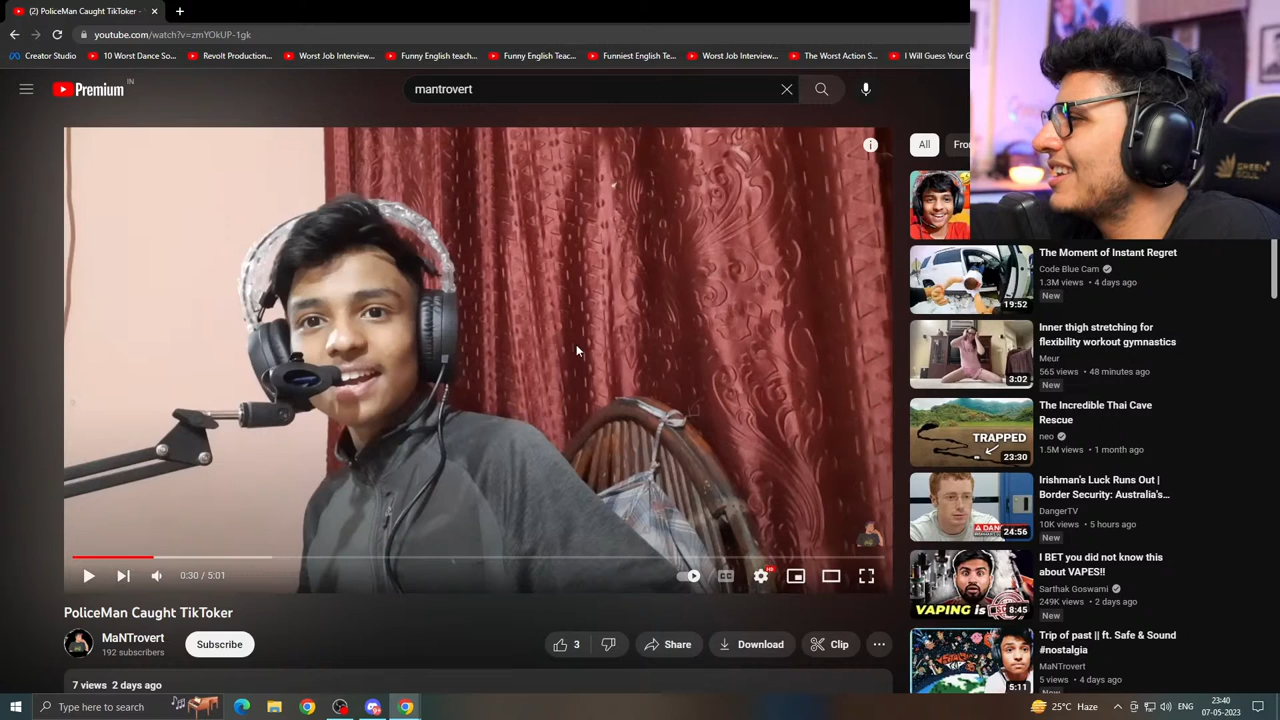 (2) PoliceMan Caught TikToker -
youtube.com/watch?v=zmYOkUP-1gk
Creator Studio
10 Worst Dance So...
Revolt Production...
Worst Job Interview...
Funny English teac...
Funny English Tea...
Funniest English Te...
Worst Job Interview...
The Worst Action S...
I Will Guess Your G
Premium IN
mantrovert
All
Fro
GREEN SOUL
The Moment of Instant Regret
Code Blue Cam
1.3M views • 4 days ago
New
19:52
Inner thigh stretching for
flexibility workout gymnastics
Meur
565 views • 48 minutes ago
New
3:02
The Incredible Thai Cave
Rescue
neo
1.5M views • 1 month ago
TRAPPED
23:30
Irishman's Luck Runs Out |
Border Security: Australia's...
DangerTV
10K views • 5 hours ago
New
24:56
I BET you did not know this
about VAPES!!
Sarthak Goswami
249K views • 2 days ago
New
VAPING is
8:45
Trip of past || ft. Safe & Sound
#nostalgia
MaNTrovert
5 views • 4 days ago
5:11
0:30 / 5:01
CC
HD
PoliceMan Caught TikToker
MaNTrovert
192 subscribers
Subscribe
3
Share
Download
Clip
7 views 2 days ago
Type here to search
25°C Haze
ENG
23:40
07-05-2023